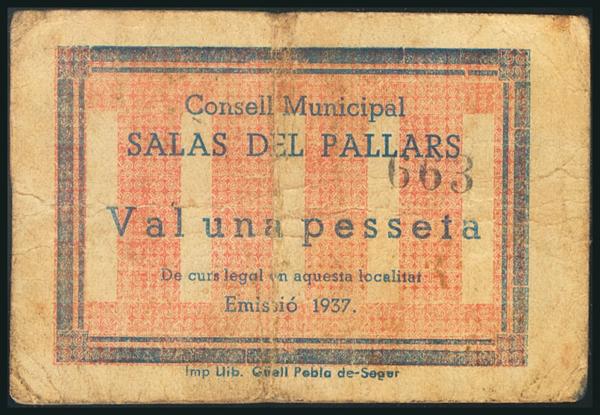 Consell Municipal
SALÀS DEL PALLARS
663
Val una pesseta
De curs legal en aquesta localitat
Emissió 1937.
Imp Llib. Güell Pobla de-Segur